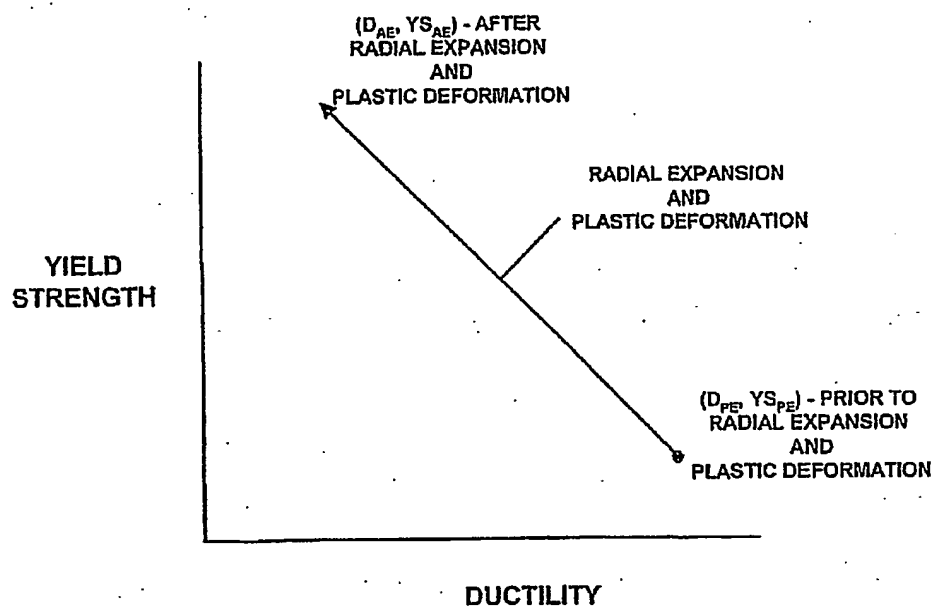 (D_AE, YS_AE) - AFTER
RADIAL EXPANSION
AND
PLASTIC DEFORMATION
RADIAL EXPANSION
AND
PLASTIC DEFORMATION
YIELD
STRENGTH
(D_PE, YS_PE) - PRIOR TO
RADIAL EXPANSION
AND
PLASTIC DEFORMATION
DUCTILITY